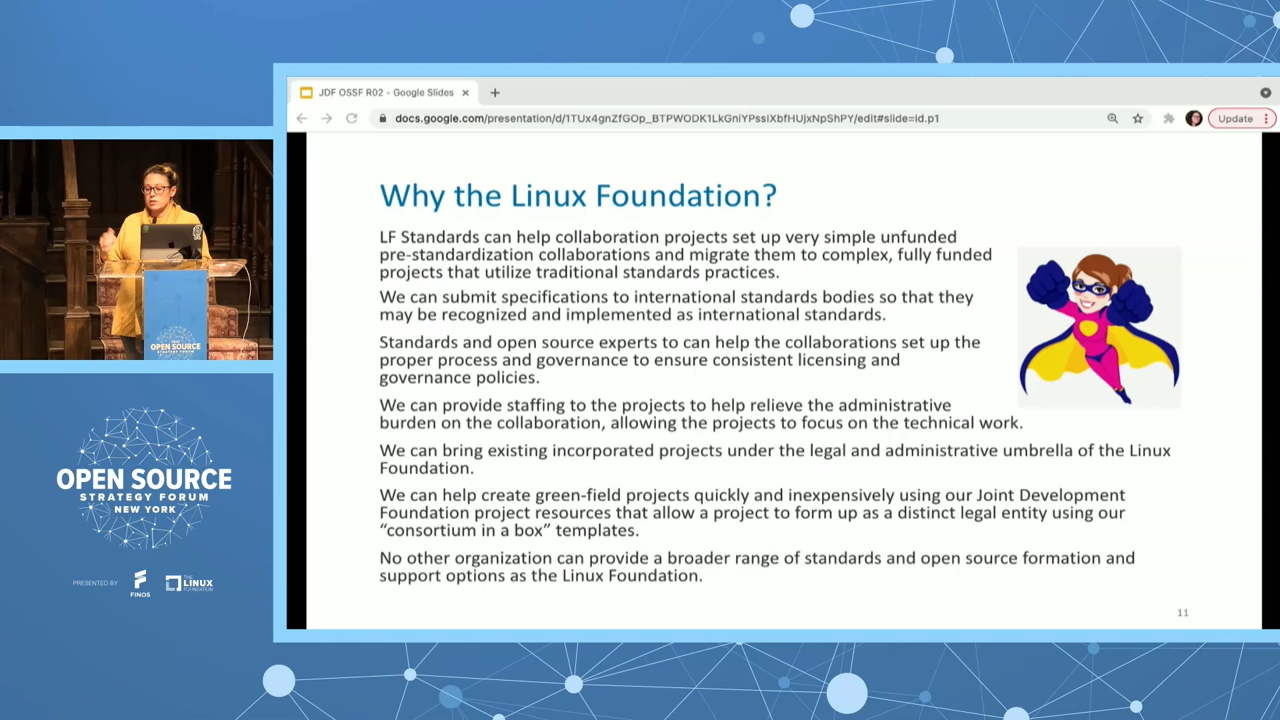 JDF OSSF R02 - Google Slides
docs.google.com/presentation/d/1TUx4gnZfGOp_BTPWODK1LkGniYPssIXbfHUjxNpShPY/edit#slide=id.p1
Update
Why the Linux Foundation?
LF Standards can help collaboration projects set up very simple unfunded
pre-standardization collaborations and migrate them to complex, fully funded
projects that utilize traditional standards practices.
We can submit specifications to international standards bodies so that they
may be recognized and implemented as international standards.
Standards and open source experts to can help the collaborations set up the
proper process and governance to ensure consistent licensing and
governance policies.
We can provide staffing to the projects to help relieve the administrative
burden on the collaboration, allowing the projects to focus on the technical work.
We can bring existing incorporated projects under the legal and administrative umbrella of the Linux
Foundation.
We can help create green-field projects quickly and inexpensively using our Joint Development
Foundation project resources that allow a project to form up as a distinct legal entity using our
“consortium in a box” templates.
No other organization can provide a broader range of standards and open source formation and
support options as the Linux Foundation.
11
OPEN SOURCE
STRATEGY FORUM
OPEN SOURCE
STRATEGY FORUM
NEW YORK
PRESENTED BY
FINOS
THE
LINUX
FOUNDATION